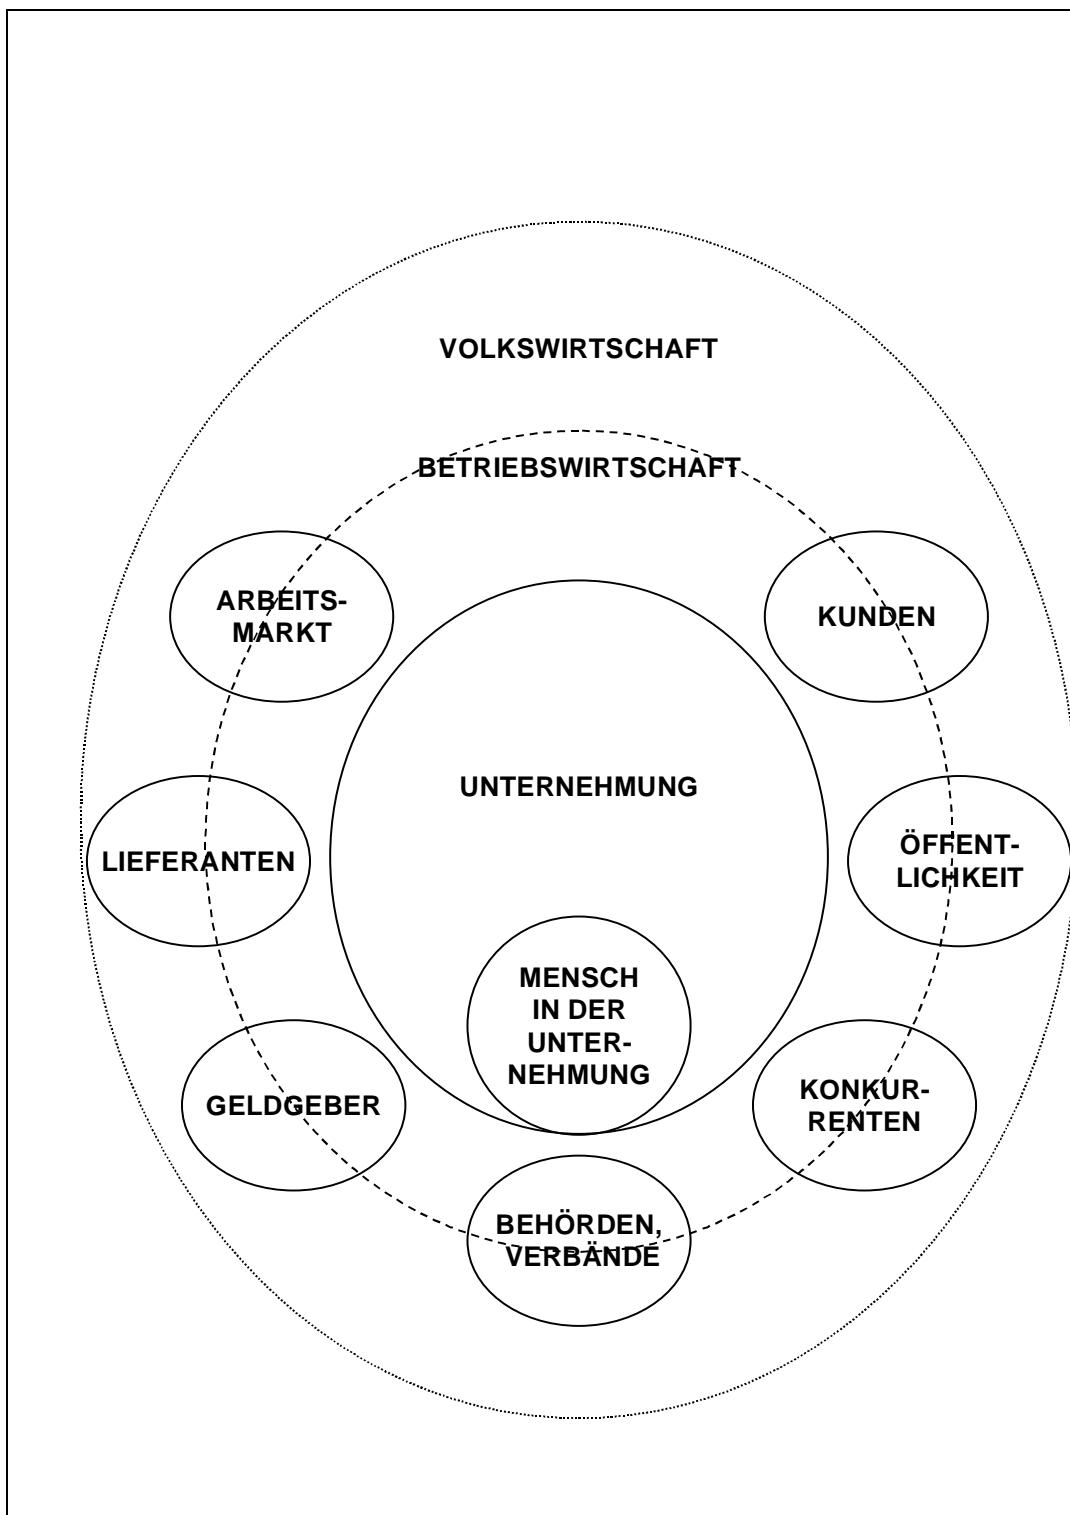 VOLKSWIRTSCHAFT
BETRIEBSWIRTSCHAFT
ARBEITS-
MARKT
KUNDEN
UNTERNEHMUNG
LIEFERANTEN
ÖFFENT-
LICHKEIT
MENSCH
IN DER
UNTER-
NEHMUNG
GELDGEBER
KONKUR-
RENTEN
BEHÖRDEN,
VERBÄNDE